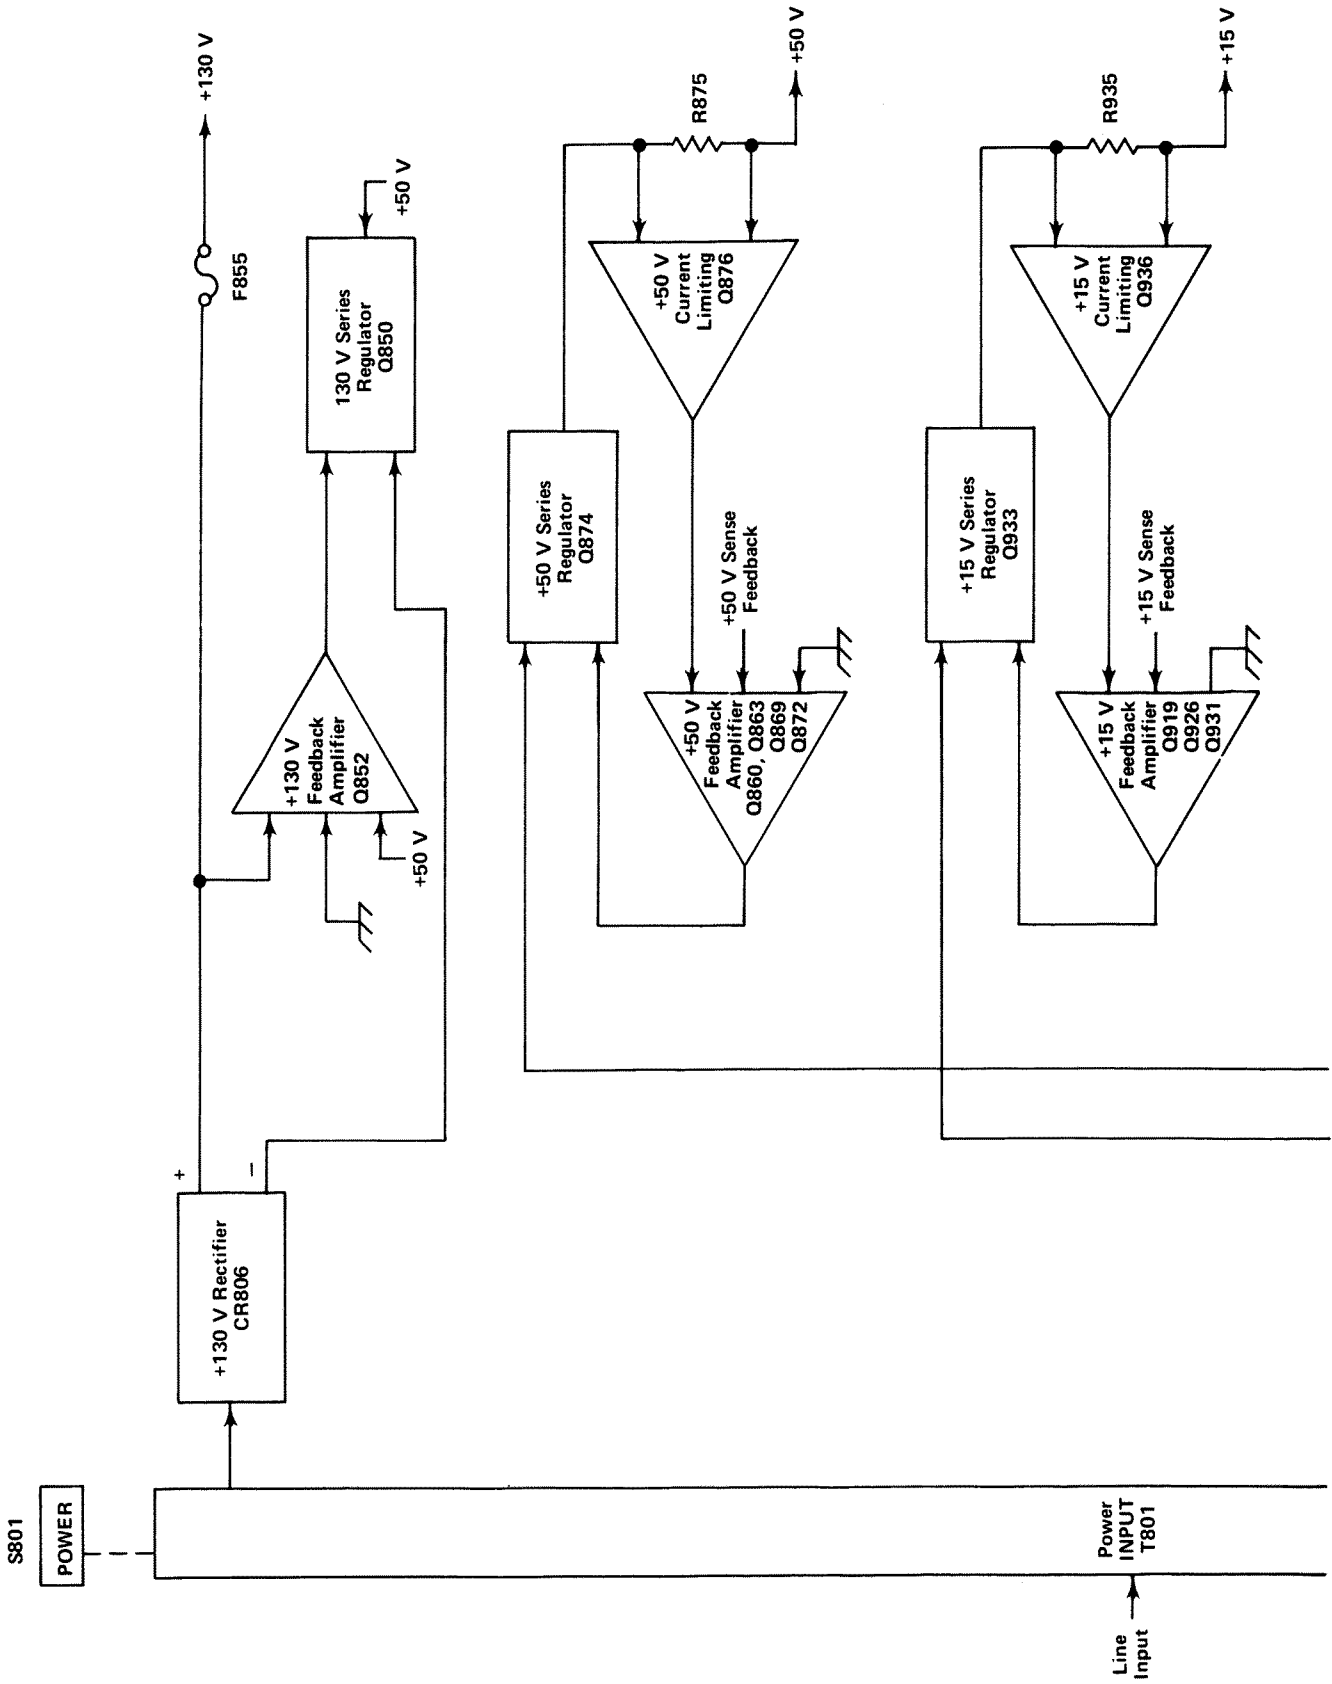 S801
POWER
Line
Input
Power
INPUT
T801
+130 V Rectifier
CR806
+
–
+130 V
Feedback
Amplifier
Q852
+50 V
130 V Series
Regulator
Q850
+50 V
F855
+130 V
+50 V Series
Regulator
Q874
+50 V
Feedback
Amplifier
Q860, Q863
Q869
Q872
+50 V Sense
Feedback
+50 V
Current
Limiting
Q876
R875
+50 V
+15 V Series
Regulator
Q933
+15 V
Feedback
Amplifier
Q919
Q926
Q931
+15 V Sense
Feedback
+15 V
Current
Limiting
Q936
R935
+15 V